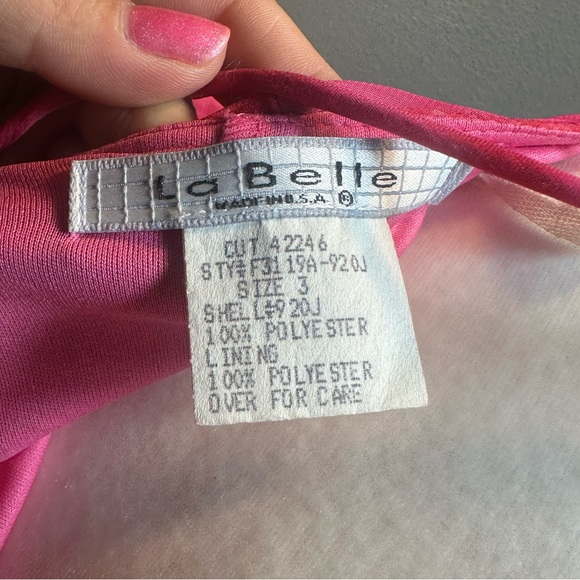 La Belle
MADE IN U.S.A. ®
CUT 42246
STY#F3119A-920J
SIZE 3
SHELL#920J
100% POLYESTER
LINING
100% POLYESTER
OVER FOR CARE